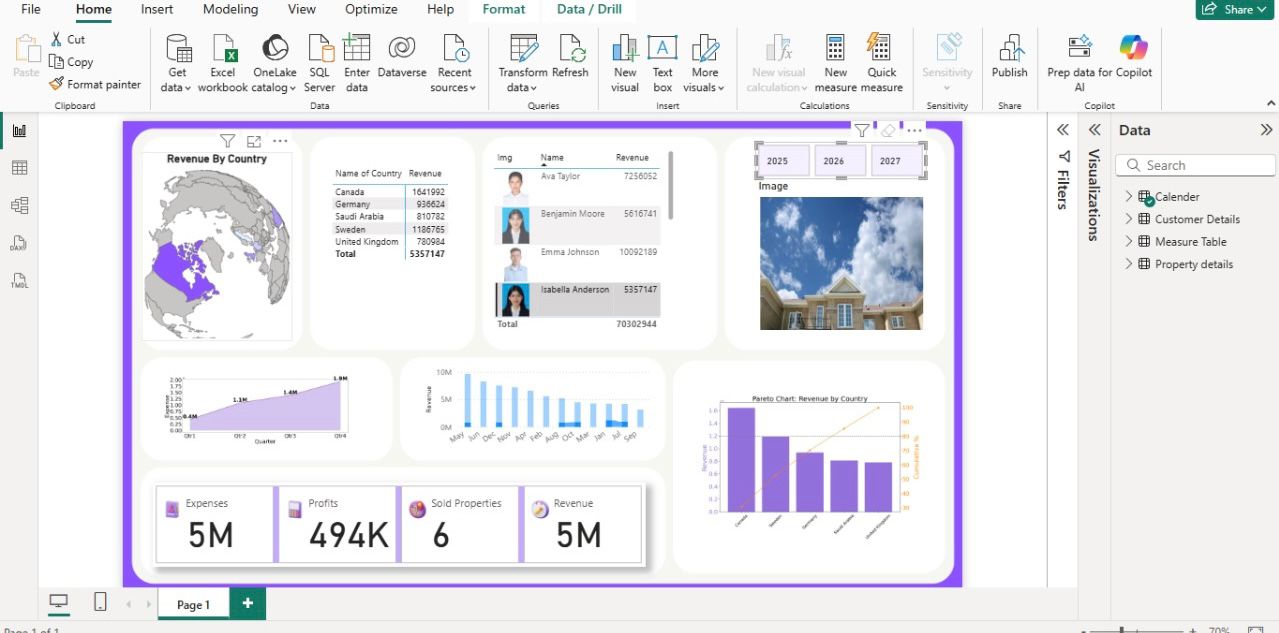 File Home Insert Modeling View Optimize Help Format Data / Drill Share
Paste
Cut
Copy
Format painter
Clipboard
Get data
Excel workbook
OneLake catalog
SQL Server
Enter data
Dataverse
Recent sources
Data
Transform data
Refresh
Queries
New visual
Text box
More visuals
Insert
New visual calculation
New measure
Quick measure
Calculations
Sensitivity
Sensitivity
Publish
Share
Prep data for AI
Copilot
Copilot
Revenue By Country
Name of Country Revenue
Canada 1641992
Germany 936624
Saudi Arabia 810782
Sweden 1186765
United Kingdom 780984
Total 5357147
Img Name Revenue
Ava Taylor 7256052
Benjamin Moore 5616741
Emma Johnson 10092189
Isabella Anderson 5357147
Total 70302944
2025 2026 2027
Image
2.00
1.75
1.50
1.25
1.00
0.75
0.50
0.25
0.00
Expense
0.4M 1.1M 1.4M 1.9M
Qtr1 Qtr2 Qtr3 Qtr4
Quarter
10M
5M
0M
Revenue
May Jun Dec Nov Apr Feb Aug Oct Mar Jan Jul Sep
Pareto Chart: Revenue by Country
1.6
1.4
1.2
1.0
0.8
0.6
0.4
0.2
0.0
Revenue
100
90
80
70
60
50
40
30
Cumulative %
Canada Sweden Germany Saudi Arabia United Kingdom
Expenses
5M
Profits
494K
Sold Properties
6
Revenue
5M
Filters
Visualizations
Data
Search
Calender
Customer Details
Measure Table
Property details
Page 1
Page 1 of 1
70%